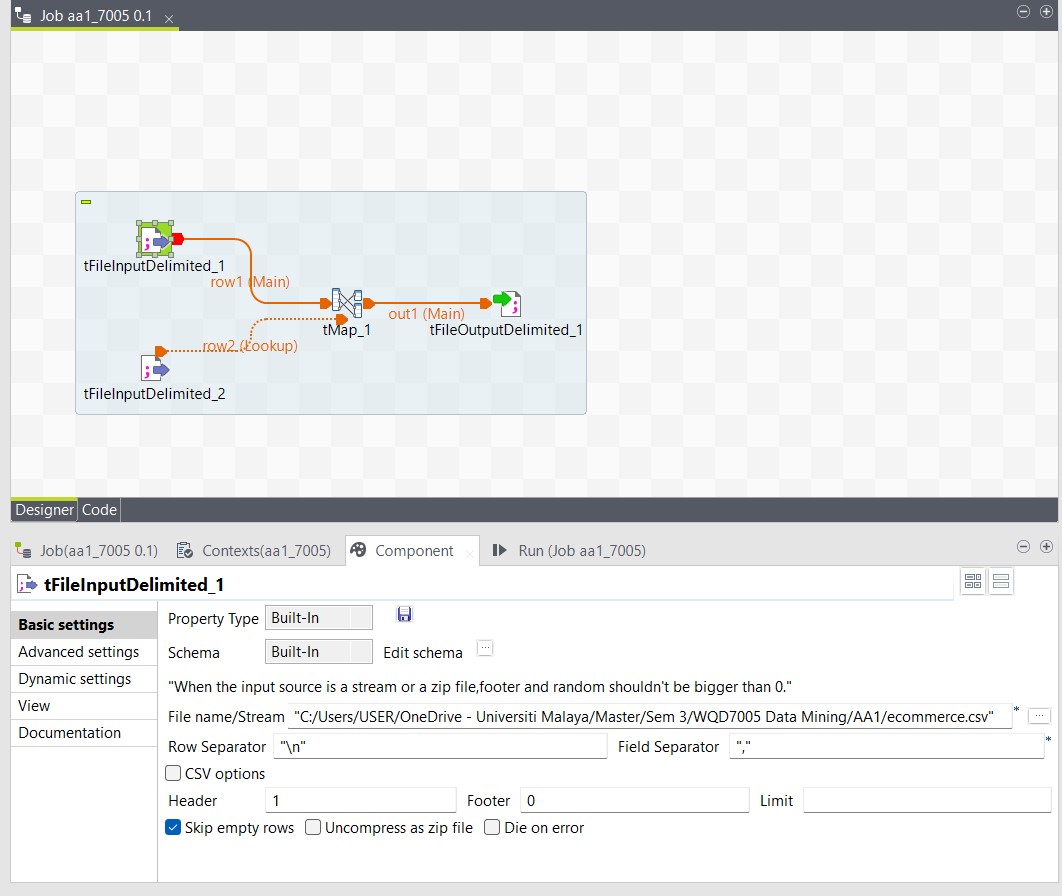 Job aa1_7005 0.1
tFileInputDelimited_1
row1 (Main)
out1 (Main)
tMap_1
tFileOutputDelimited_1
row2 (Lookup)
tFileInputDelimited_2
Designer Code
Job(aa1_7005 0.1) Contexts(aa1_7005) Component Run (Job aa1_7005)
tFileInputDelimited_1
Basic settings
Advanced settings
Dynamic settings
View
Documentation
Property Type Built-In
Schema Built-In Edit schema ...
"When the input source is a stream or a zip file,footer and random shouldn't be bigger than 0."
File name/Stream "C:/Users/USER/OneDrive - Universiti Malaya/Master/Sem 3/WQD7005 Data Mining/AA1/ecommerce.csv" * ...
Row Separator "\n" Field Separator "," *
CSV options
Header 1 Footer 0 Limit
Skip empty rows Uncompress as zip file Die on error